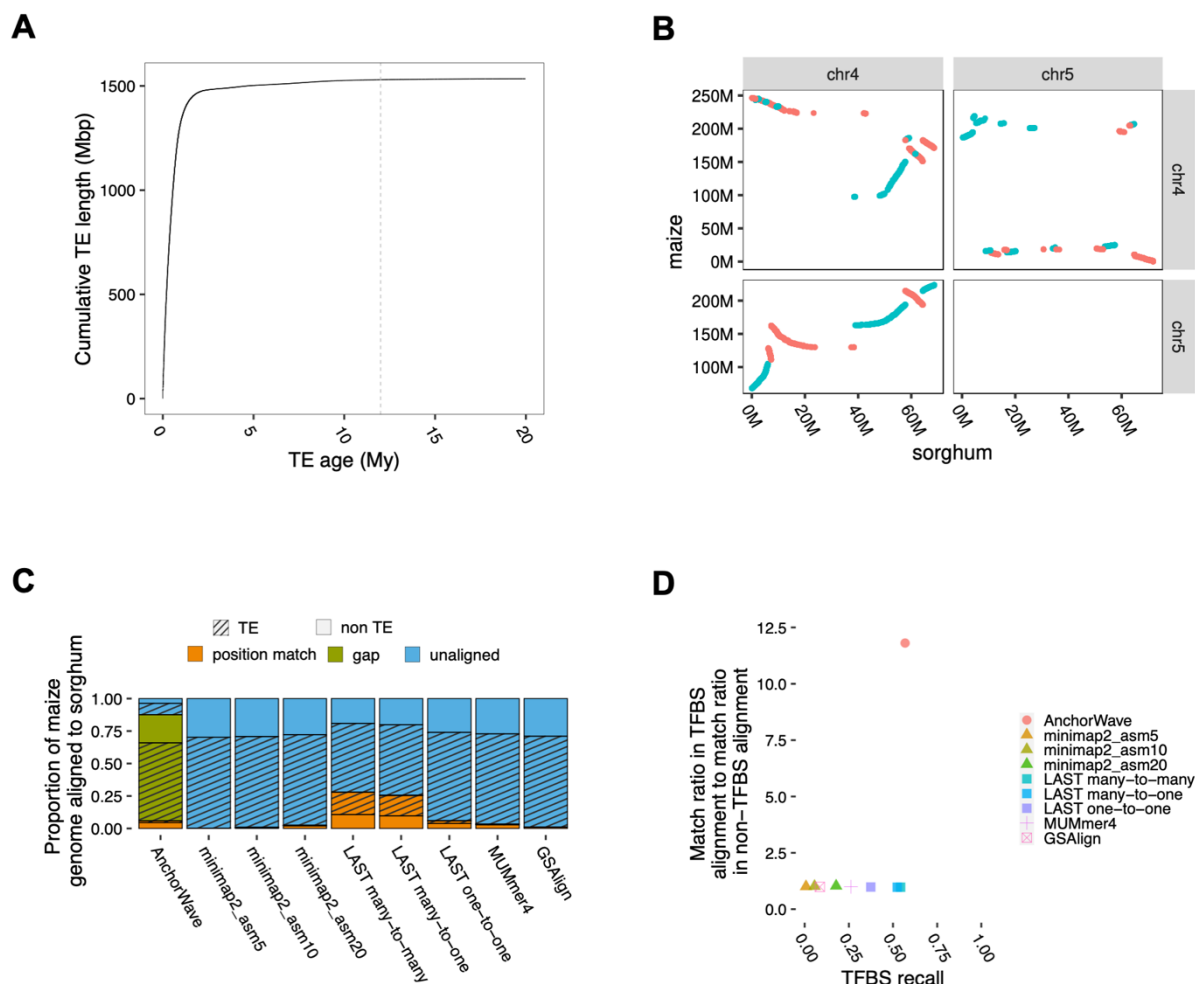 A
Cumulative TE length (Mbp)
1500
1000
500
0
0
5
10
15
20
TE age (My)
B
chr4
chr5
maize
250M
200M
150M
100M
50M
0M
chr4
200M
150M
100M
chr5
0M
20M
40M
60M
0M
20M
40M
60M
sorghum
C
TE
non TE
position match
gap
unaligned
Proportion of maize
genome aligned to sorghum
1.00
0.75
0.50
0.25
0.00
AnchorWave
minimap2_asm5
minimap2_asm10
minimap2_asm20
LAST many-to-many
LAST many-to-one
LAST one-to-one
MUMmer4
GSAlign
D
Match ratio in TFBS
alignment to match ratio
in non-TFBS alignment
12.5
10.0
7.5
5.0
2.5
0.0
0.00
0.25
0.50
0.75
1.00
TFBS recall
AnchorWave
minimap2_asm5
minimap2_asm10
minimap2_asm20
LAST many-to-many
LAST many-to-one
LAST one-to-one
MUMmer4
GSAlign